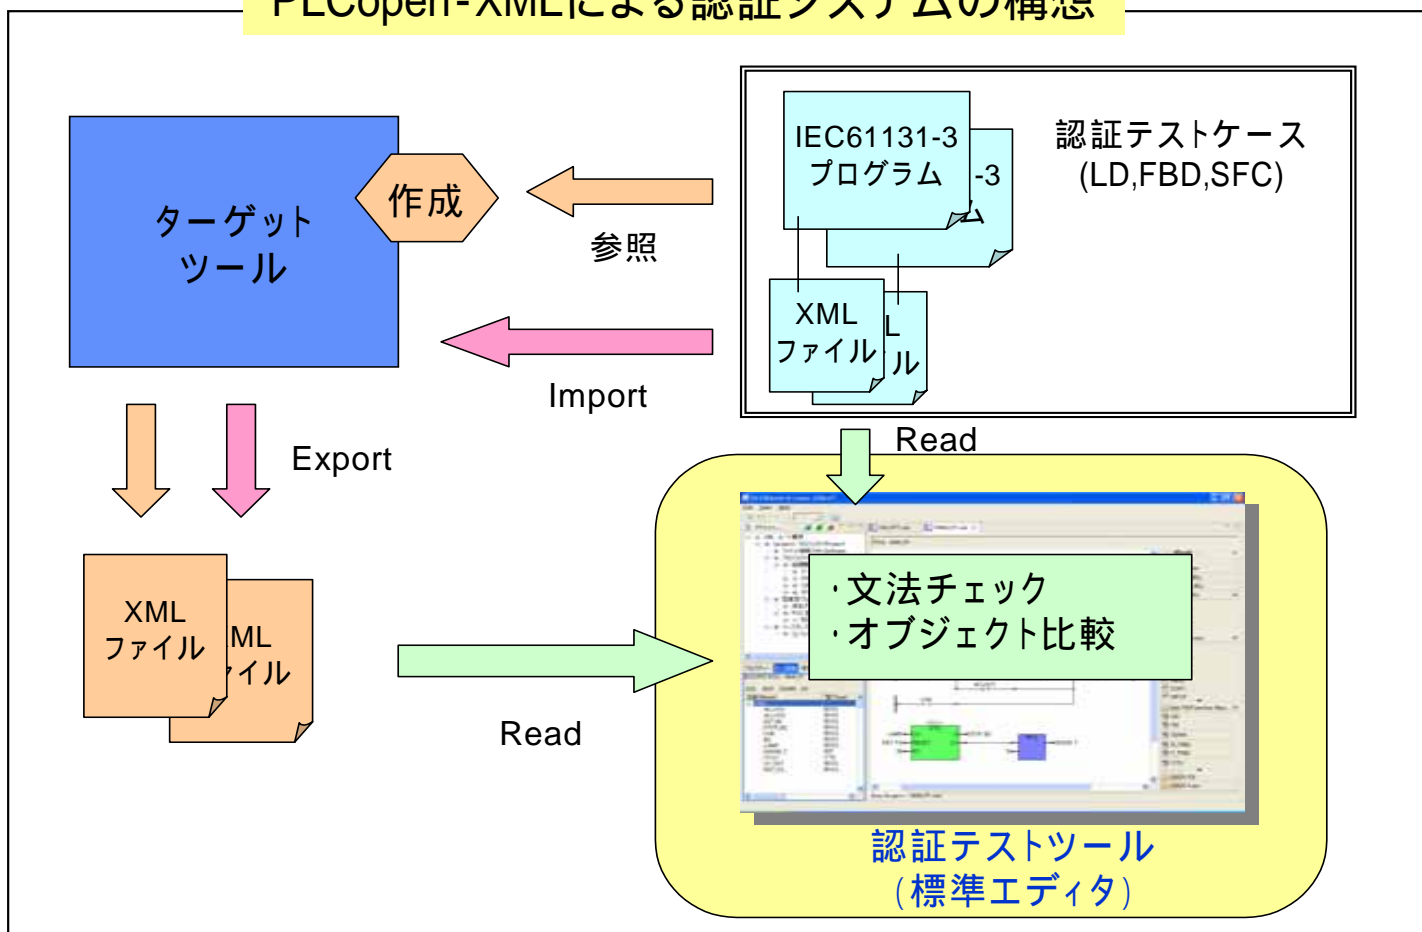 PLCopen-XMLによる認証システムの構想
IEC61131-3
プログラム
-3
ム
認証テストケース
(LD,FBD,SFC)
ターゲット
ツール
作成
参照
XML
ファイル
L
ル
Import
Export
Read
XML
ファイル
ML
イル
Read
・文法チェック
・オブジェクト比較
認証テストツール
(標準エディタ)